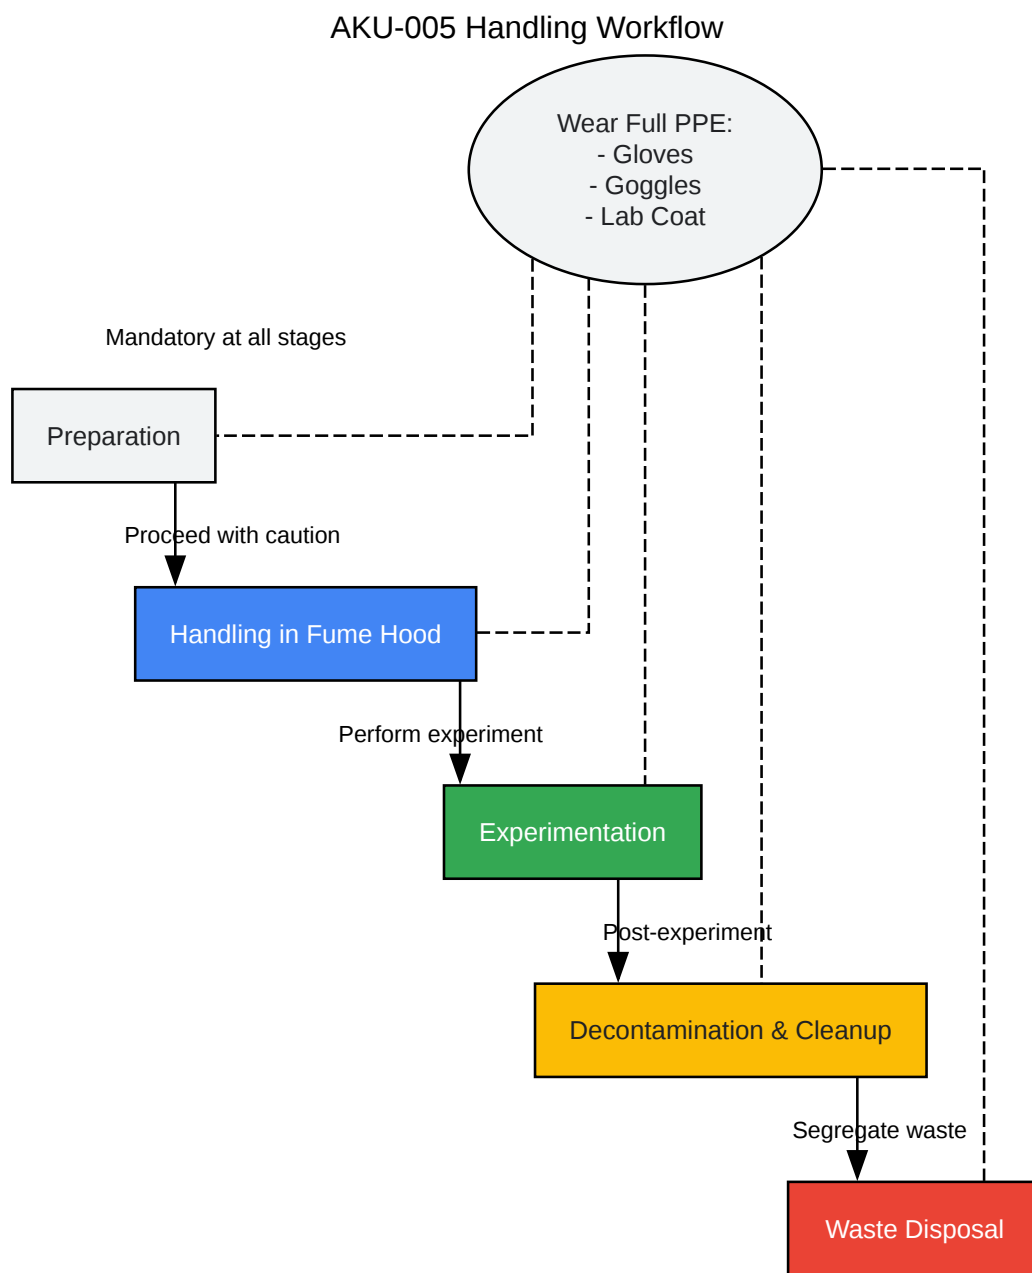 AKU-005 Handling Workflow
Wear Full PPE:
- Gloves
- Goggles
- Lab Coat
Mandatory at all stages
Preparation
Proceed with caution
Handling in Fume Hood
Perform experiment
Experimentation
Post-experiment
Decontamination & Cleanup
Segregate waste
Waste Disposal